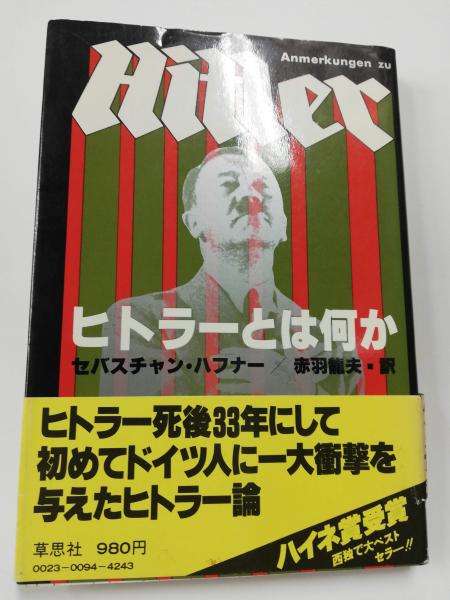 Anmerkungen zu
Hitler
ヒトラーとは何か
セバスチャン・ハフナー×赤羽龍夫・訳
ヒトラー死後33年にして
初めてドイツ人に一大衝撃を
与えたヒトラー論
ハイネ賞受賞
西独で大ベスト
セラー!!
草思社 980円
0023-0094-4243